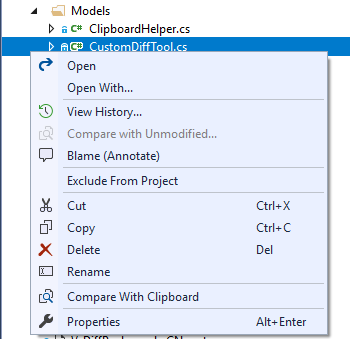 Models
ClipboardHelper.cs
CustomDiffTool.cs
Open
Open With...
View History...
Compare with Unmodified...
Blame (Annotate)
Exclude From Project
Cut Ctrl+X
Copy Ctrl+C
Delete Del
Rename
Compare With Clipboard
Properties Alt+Enter